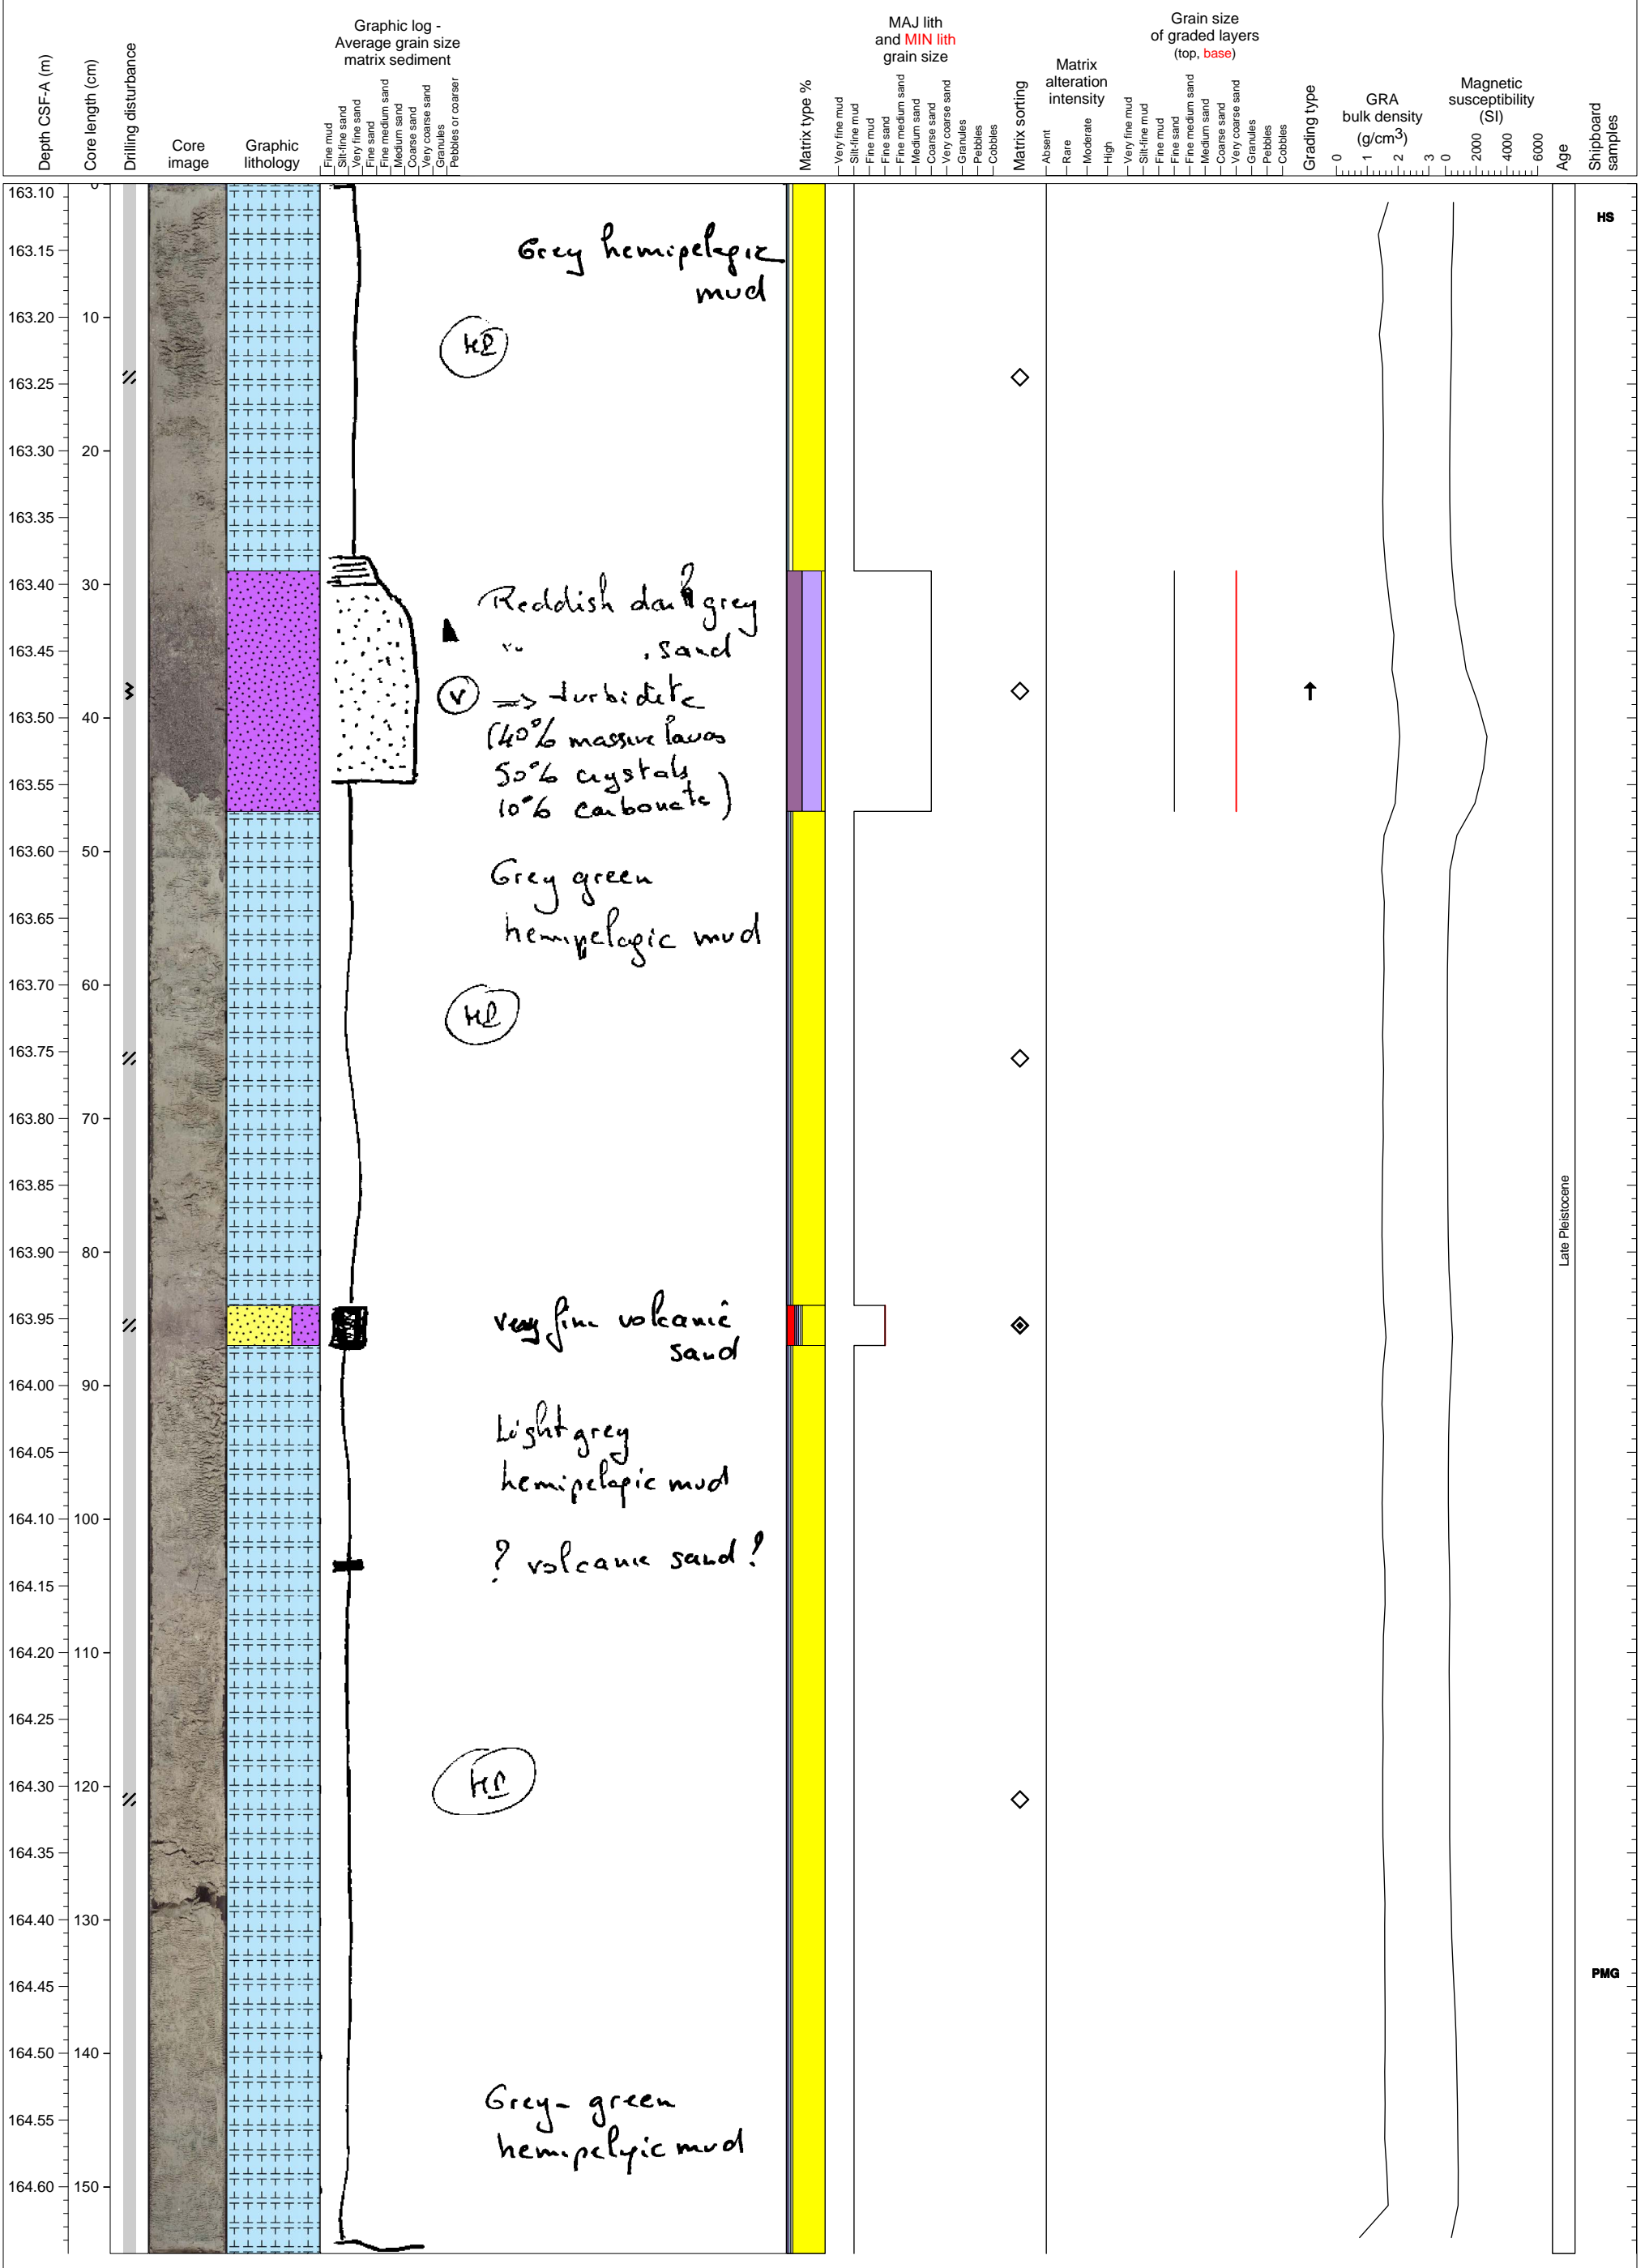 Depth CSF-A (m)
Core length (cm)
Drilling disturbance
Core
image
Graphic
lithology
Graphic log -
Average grain size
matrix sediment
Fine mud
Slit-fine sand
Very fine sand
Fine sand
Fine medium sand
Medium sand
Coarse sand
Very coarse sand
Granules
Pebbles or coarser
Matrix type %
MAJ lith
and MIN lith
grain size
Very fine mud
Silt-fine mud
Fine mud
Fine sand
Fine medium sand
Medium sand
Coarse sand
Very coarse sand
Granules
Pebbles
Cobbles
Matrix sorting
Matrix
alteration
intensity
Absent
Rare
Moderate
High
Grain size
of graded layers
(top, base)
Very fine mud
Silt-fine mud
Fine mud
Fine sand
Fine medium sand
Medium sand
Coarse sand
Very coarse sand
Granules
Pebbles
Cobbles
Grading type
GRA
bulk density
(g/cm3)
0 1 2 3
Magnetic
susceptibility
(SI)
0 2000 4000 6000
Age
Shipboard
samples
163.10 0
HS
163.15
Grey hemipelagic
mud
163.20 10
HP
163.25
163.30 20
163.35
163.40 30
Reddish dark grey
" sand
163.45
V => turbidite
163.50 40
(40% massive lavas
50% crystals
163.55
10% carbonate)
163.60 50
Grey green
163.65
hemipelagic mud
163.70 60
HP
163.75
163.80 70
163.85
163.90 80
Late Pleistocene
163.95
very fine volcanic
sand
164.00 90
Light grey
164.05
hemipelagic mud
164.10 100
? volcanic sand?
164.15
164.20 110
164.25
164.30 120
HP
164.35
164.40 130
164.45
PMG
164.50 140
164.55
Grey-green
hemipelagic mud
164.60 150